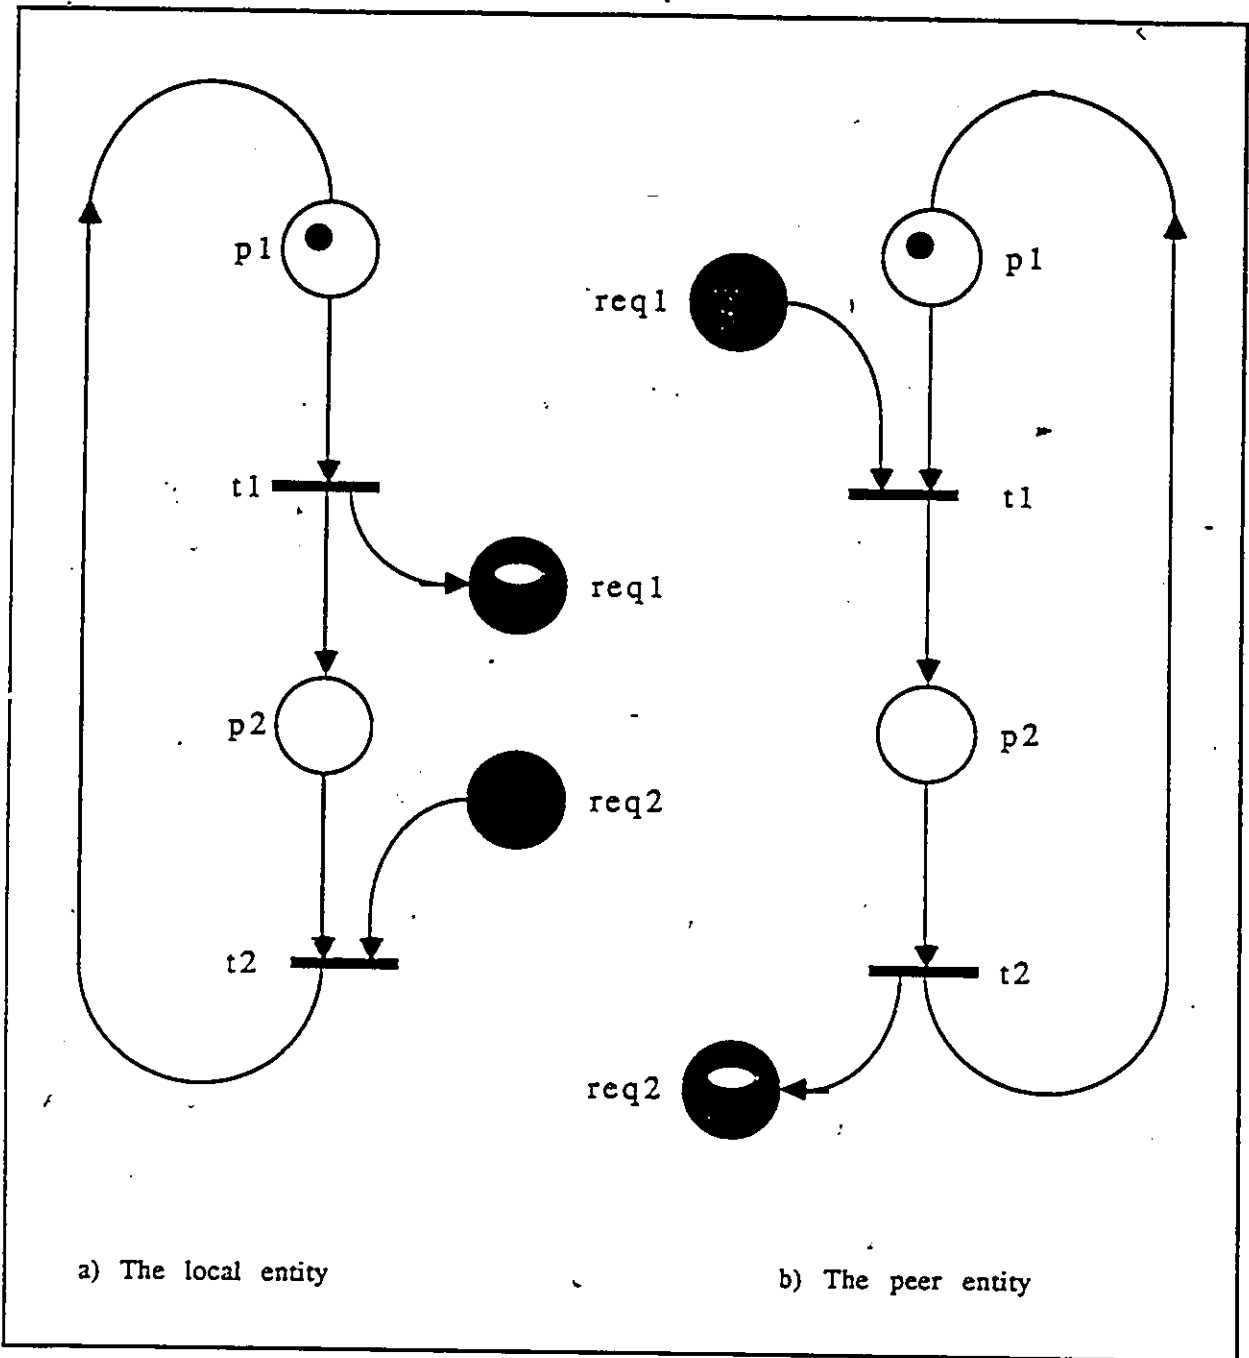 p1
t1
req1
p2
req2
t2
a) The local entity
req1
p1
t1
p2
t2
req2
b) The peer entity